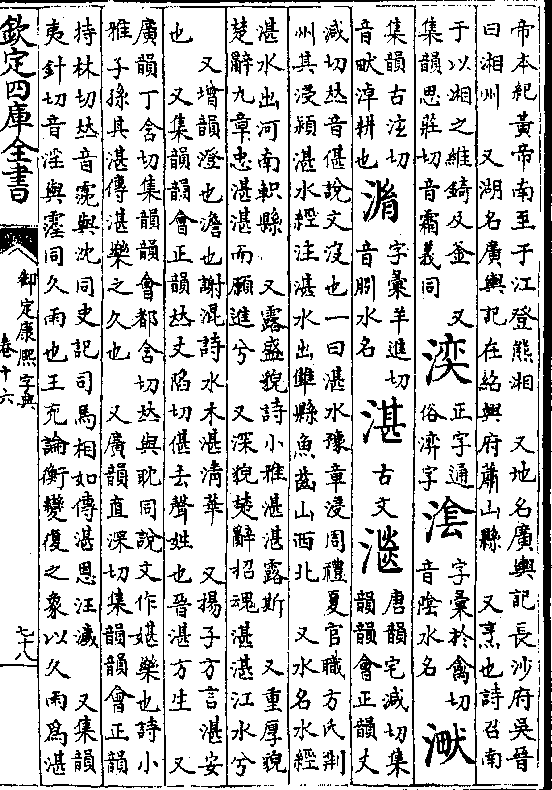 帝本紀黃帝南至于江登熊湘 又地名廣輿記長沙府吳晉
曰湘州 又湖名廣輿記在紹興府蕭山縣 又烹也詩召南
于以湘之維錡及釜 又
集韻思莊切音霜義同
湙
正字通
俗濟字
字彙於禽切
音陰水名
集韻古注切
音畎淖耕也
字彙羊進切
音胤水名
湛
古文
唐韻宅減切集
韻韻會正韻丈
減切𠀤音偡說文沒也一曰湛水豫章浸周禮夏官職方氏荆
州其浸潁湛水經注湛水出犨縣魚齒山西北 又水名水經
湛水出河南軹縣 又露盛貌詩小雅湛湛露斯 又重厚貌
楚辭九章忠湛湛而願進兮 又深貌楚辭招魂湛湛江水兮
又增韻澄也澹也謝混詩水木湛清華 又揚子方言湛安
也 又集韻韻會正韻𠀤丈陷切偡去聲姓也晉湛方生 又
廣韻丁含切集韻韻會都含切𠀤與耽同說文作媅樂也詩小
雅子孫其湛傳湛樂之久也 又廣韻直深切集韻韻會正韻
持林切𠀤音霃與沈同史記司馬相如傳湛恩汪濊 又集韻
夷針切音淫與霪同久雨也王充論衡變復之家以久雨爲湛
欽定四庫全書
御定康熙字典
卷十六
七十八